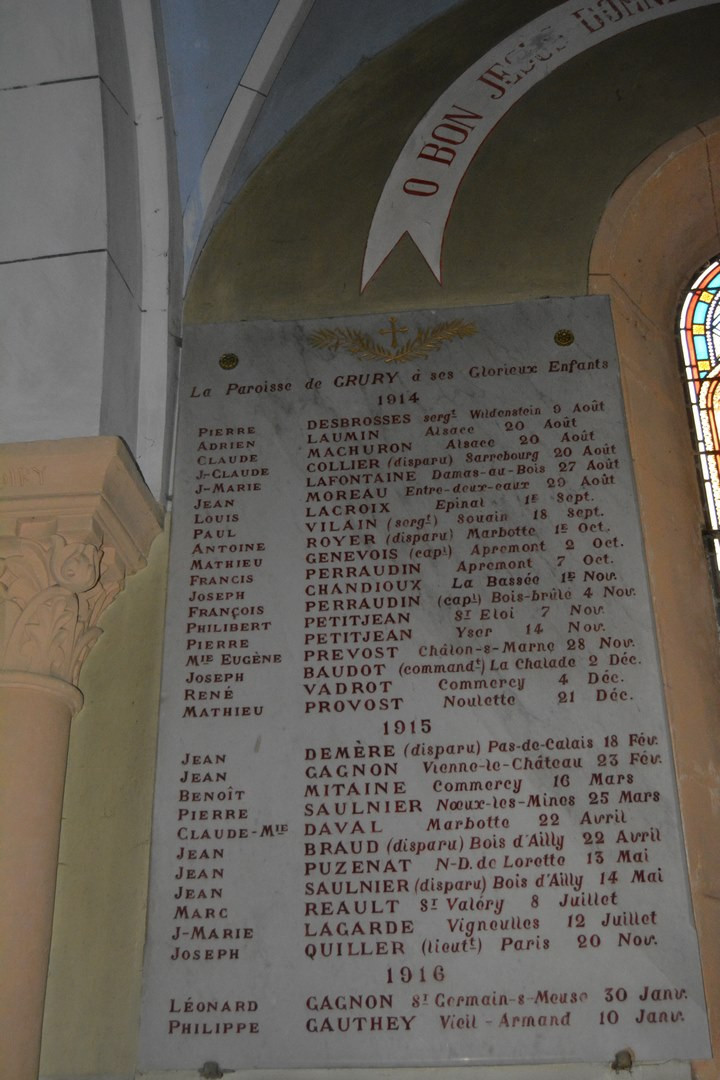 O BON JESUS
La Paroisse de GRURY à ses Glorieux Enfants
1914
PIERRE DESBROSSES sergt Wildenstein 9 Août
ADRIEN LAUMIN Alsace 20 Août
CLAUDE MACHURON Alsace 20 Août
J-CLAUDE COLLIER (disparu) Sarrebourg 20 Août
J-MARIE LAFONTAINE Damas-au-Bois 27 Août
JEAN MOREAU Entre-deux-eaux 29 Août
LOUIS LACROIX Epinal 1er Sept.
PAUL VILAIN (sergt) Souain 18 Sept.
ANTOINE ROYER (disparu) Marbotte 1er Oct.
MATHIEU GENEVOIS (capl) Apremont 2 Oct.
FRANCIS PERRAUDIN Apremont 7 Oct.
JOSEPH CHANDIOUX La Bassée 1er Nov.
FRANÇOIS PERRAUDIN (capl) Bois-brûlé 4 Nov.
PHILIBERT PETITJEAN St Eloi 7 Nov.
PIERRE PETITJEAN Yser 14 Nov.
MIE EUGÈNE PREVOST Châlon-s-Marne 28 Nov.
JOSEPH BAUDOT (commandt) La Chalade 2 Déc.
RENÉ VADROT Commercy 4 Déc.
MATHIEU PROVOST Noulette 21 Déc.
1915
JEAN DEMÈRE (disparu) Pas-de-Calais 18 Fév.
JEAN GAGNON Vienne-le-Château 23 Fév.
BENOÎT MITAINE Commercy 16 Mars
PIERRE SAULNIER Nœux-les-Mines 25 Mars
CLAUDE-MIE DAVAL Marbotte 22 Avril
JEAN BRAUD (disparu) Bois d'Ailly 22 Avril
JEAN PUZENAT N-D. de Lorette 13 Mai
JEAN SAULNIER (disparu) Bois d'Ailly 14 Mai
MARC REAULT St Valéry 8 Juillet
J-MARIE LAGARDE Vigneulles 12 Juillet
JOSEPH QUILLER (lieutt) Paris 20 Nov.
1916
LÉONARD GAGNON St Germain-s-Meuse 30 Janv.
PHILIPPE GAUTHEY Vieil-Armand 10 Janv.